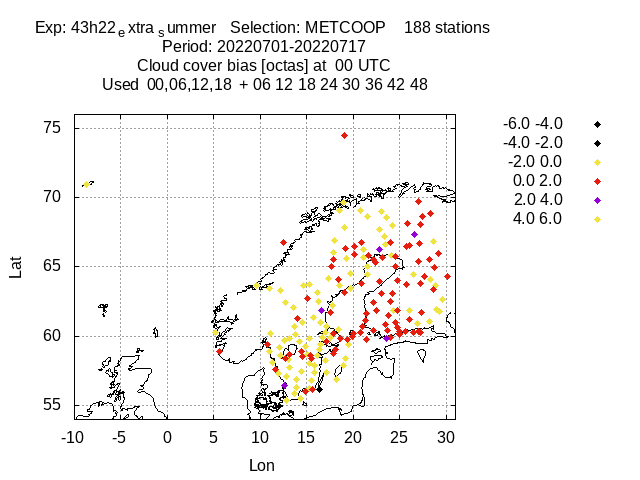 Exp: 43h22extrasummer Selection: METCOOP 188 stations
Period: 20220701-20220717
Cloud cover bias [octas] at 00 UTC
Used 00,06,12,18 + 06 12 18 24 30 36 42 48
75
70
65
60
55
Lat
-10 -5 0 5 10 15 20 25 30
Lon
-6.0 -4.0
-4.0 -2.0
-2.0 0.0
0.0 2.0
2.0 4.0
4.0 6.0